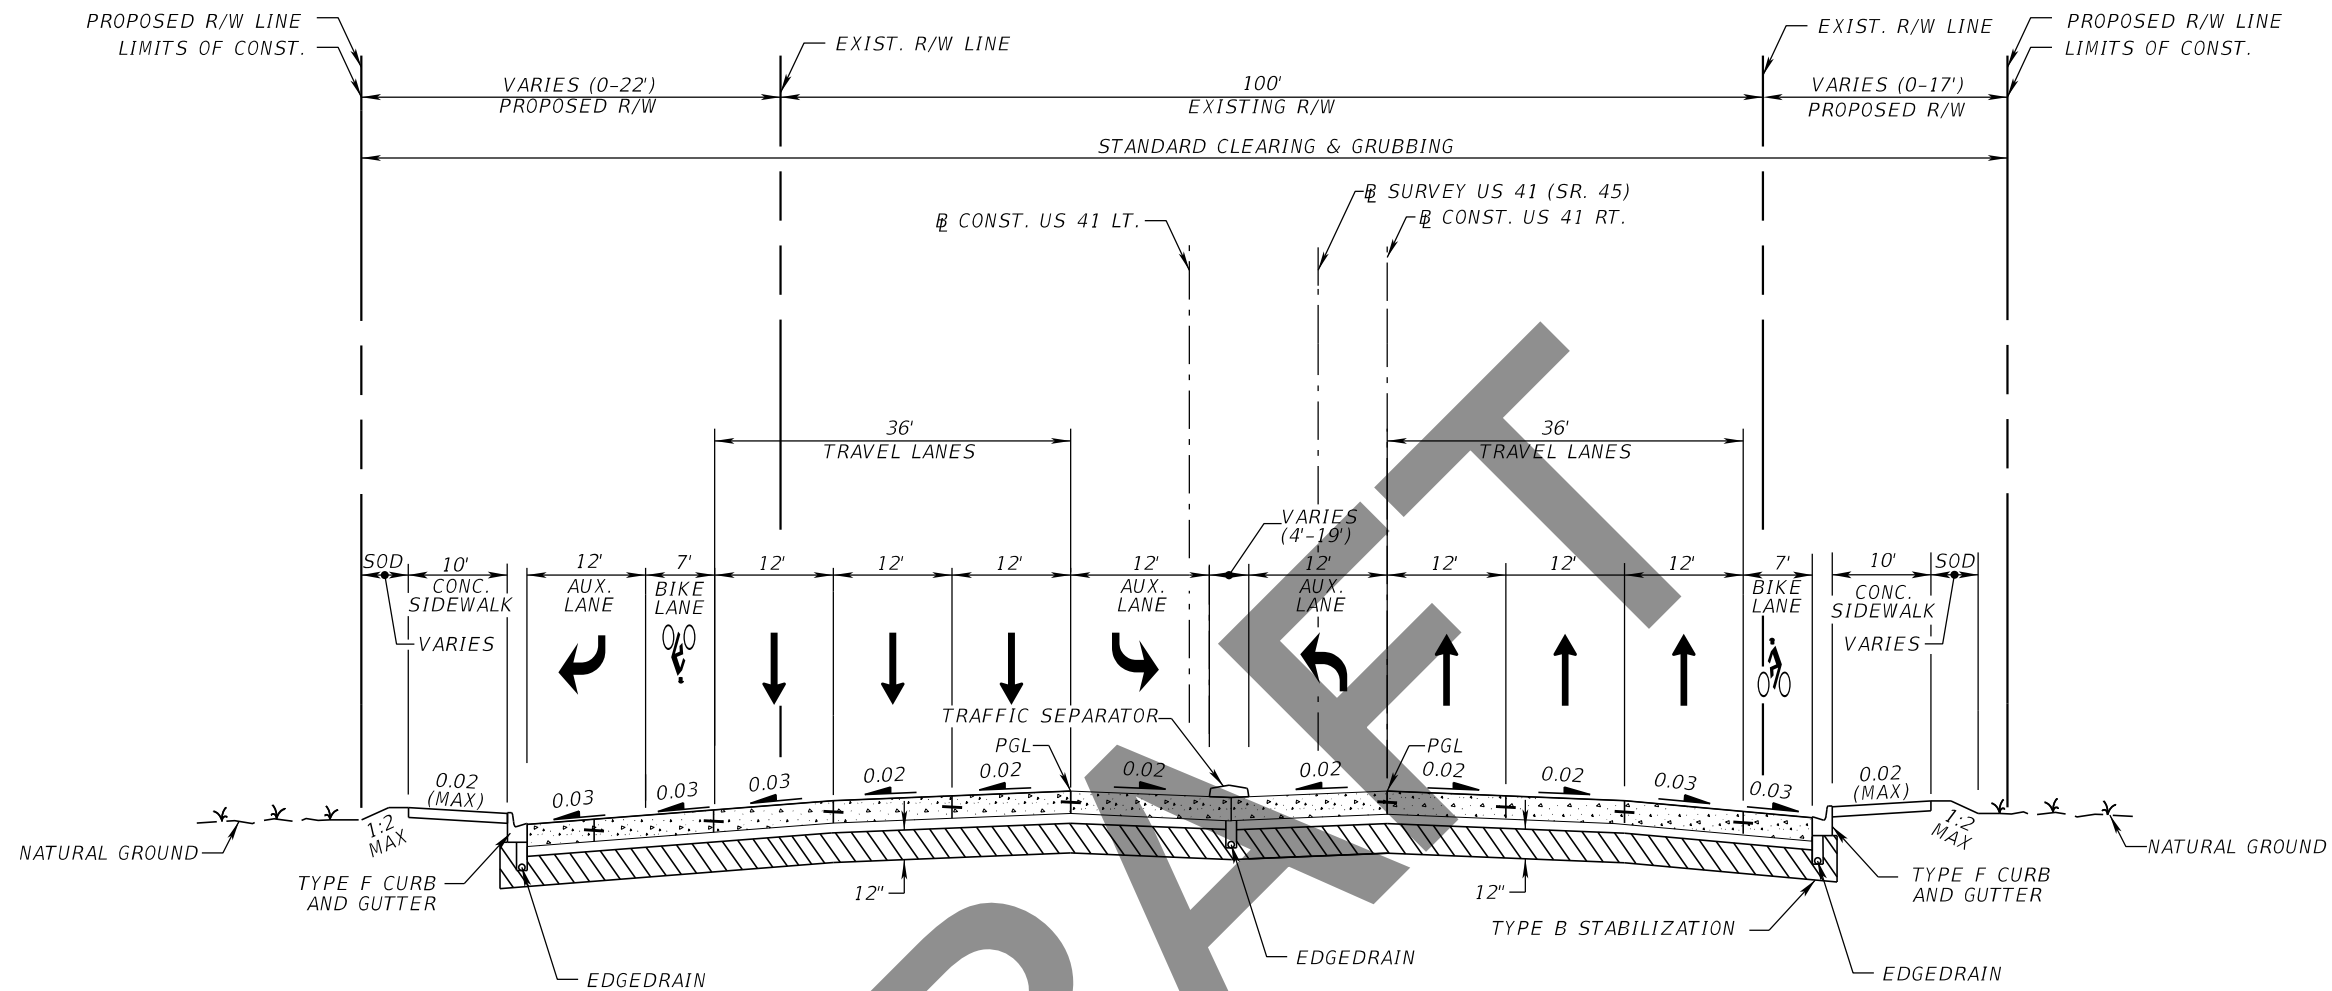 PROPOSED R/W LINE
LIMITS OF CONST.
EXIST. R/W LINE
EXIST. R/W LINE
PROPOSED R/W LINE
LIMITS OF CONST.
VARIES (0-22')
PROPOSED R/W
100'
EXISTING R/W
VARIES (0-17')
PROPOSED R/W
STANDARD CLEARING & GRUBBING
BL SURVEY US 41 (SR. 45)
BL CONST. US 41 LT.
BL CONST. US 41 RT.
36'
TRAVEL LANES
36'
TRAVEL LANES
VARIES
(4'-19')
SOD
10'
CONC.
SIDEWALK
12'
AUX.
LANE
7'
BIKE
LANE
12'
12'
12'
12'
AUX.
LANE
12'
AUX.
LANE
12'
12'
12'
7'
BIKE
LANE
10'
CONC.
SIDEWALK
SOD
VARIES
VARIES
TRAFFIC SEPARATOR
PGL
PGL
0.02
(MAX)
0.03
0.03
0.03
0.02
0.02
0.02
0.02
0.02
0.02
0.03
0.03
0.02
(MAX)
1:2
MAX
1:2
MAX
NATURAL GROUND
NATURAL GROUND
TYPE F CURB
AND GUTTER
12"
12"
TYPE F CURB
AND GUTTER
TYPE B STABILIZATION
EDGEDRAIN
EDGEDRAIN
EDGEDRAIN
DRAFT